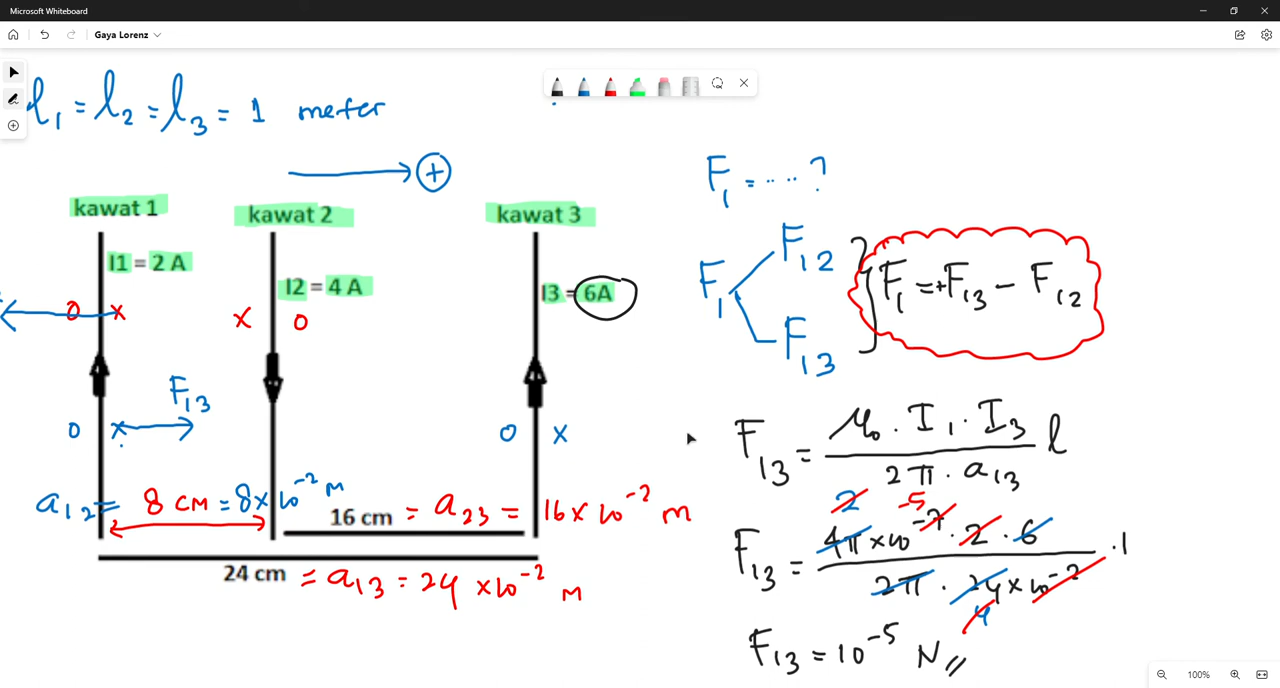 Microsoft Whiteboard
Gaya Lorenz
l₁ = l₂ = l₃ = 1 meter
+
F₁ = ..... ?
kawat 1
kawat 2
kawat 3
I1 = 2 A
I2 = 4 A
I3 = 6A
F₁
F₁₂
F₁₃
F₁ = +F₁₃ − F₁₂
O x
x O
F₁₃
O x
O x
F₁₃ = μ₀ . I₁ . I₃ / 2π . a₁₃ l
a₁₂ = 8 cm = 8 x 10⁻² m
16 cm = a₂₃ = 16 x 10⁻² m
24 cm = a₁₃ = 24 x 10⁻² m
2 -5
F₁₃ = 4π x 10⁻⁷ . 2 . 6 / 2π . 24 x 10⁻² . 1
4
F₁₃ = 10⁻⁵ N //
100%